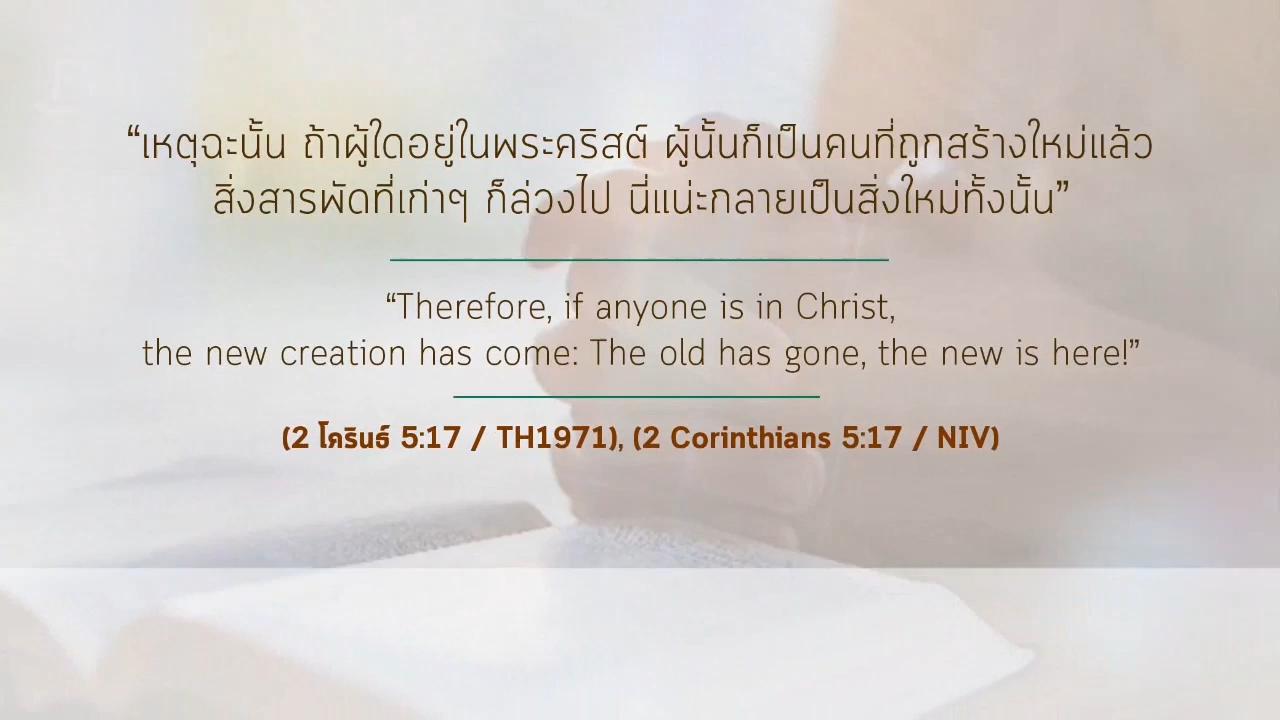 “เหตุฉะนั้น ถ้าผู้ใดอยู่ในพระคริสต์ ผู้นั้นก็เป็นคนที่ถูกสร้างใหม่แล้ว
สิ่งสารพัดที่เก่าๆ ก็ล่วงไป นี่แน่ะกลายเป็นสิ่งใหม่ทั้งนั้น”
“Therefore, if anyone is in Christ,
the new creation has come: The old has gone, the new is here!”
(2 โครินธ์ 5:17 / TH1971), (2 Corinthians 5:17 / NIV)